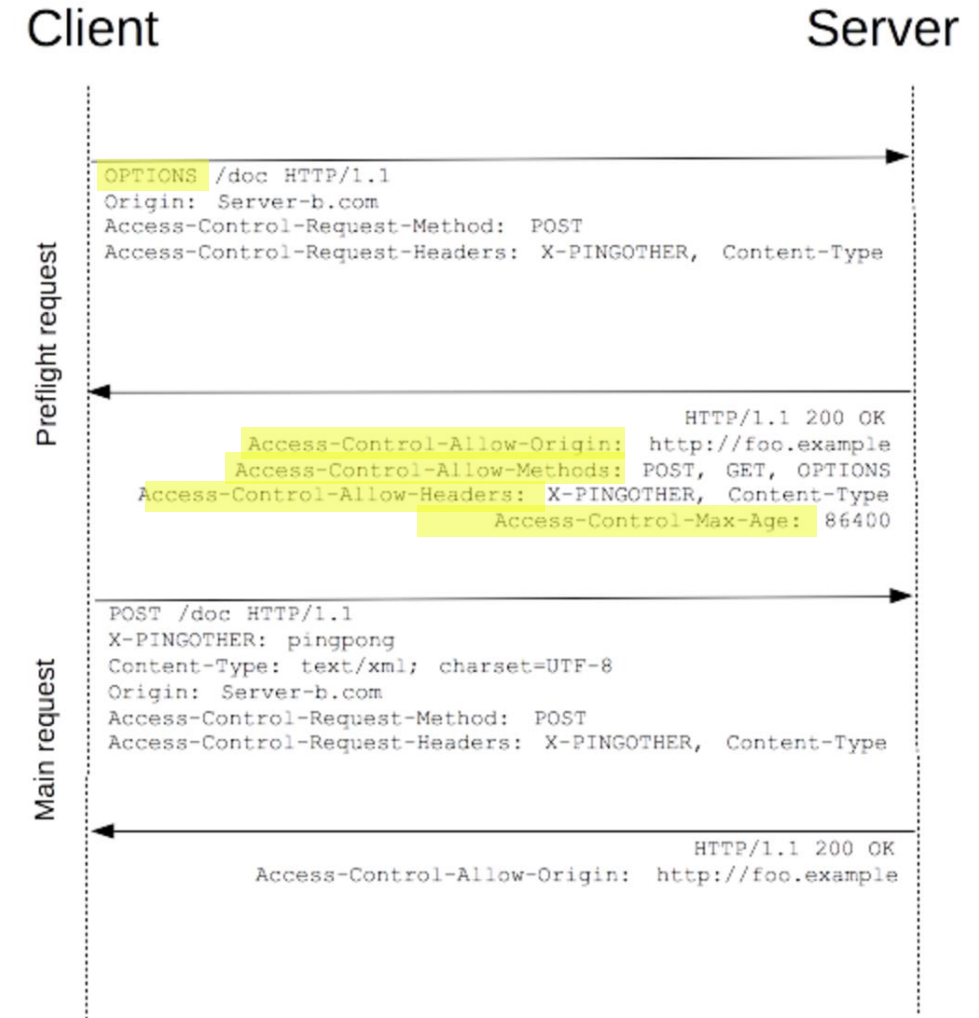 Client
Server
Preflight request
OPTIONS /doc HTTP/1.1
Origin: Server-b.com
Access-Control-Request-Method: POST
Access-Control-Request-Headers: X-PINGOTHER, Content-Type
HTTP/1.1 200 OK
Access-Control-Allow-Origin: http://foo.example
Access-Control-Allow-Methods: POST, GET, OPTIONS
Access-Control-Allow-Headers: X-PINGOTHER, Content-Type
Access-Control-Max-Age: 86400
Main request
POST /doc HTTP/1.1
X-PINGOTHER: pingpong
Content-Type: text/xml; charset=UTF-8
Origin: Server-b.com
Access-Control-Request-Method: POST
Access-Control-Request-Headers: X-PINGOTHER, Content-Type
HTTP/1.1 200 OK
Access-Control-Allow-Origin: http://foo.example